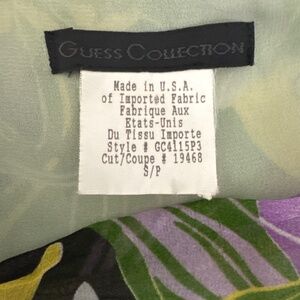 GUESS COLLECTION
Made in U.S.A.
of Imported Fabric
Fabrique Aux
Etats-Unis
Du Tissu Importe
Style # GC4115P3
Cut/Coupe # 19468
S/P